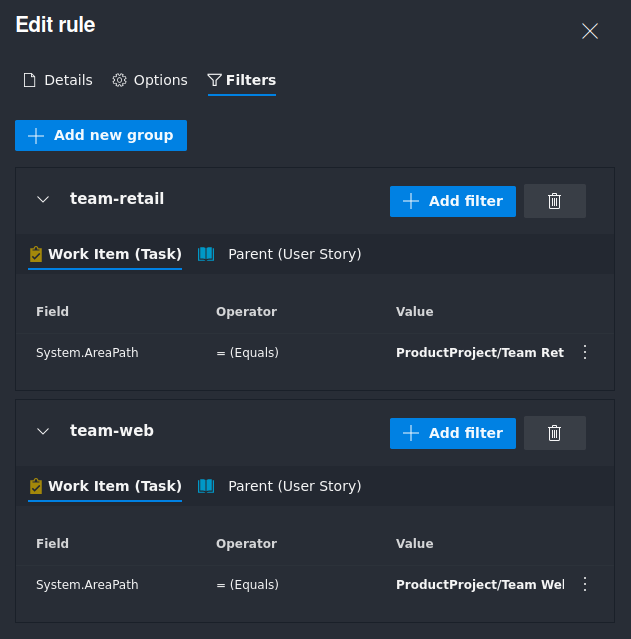 Edit rule
Details Options Filters
Add new group
team-retail Add filter
Work Item (Task) Parent (User Story)
Field Operator Value
System.AreaPath = (Equals) ProductProject/Team Ret
team-web Add filter
Work Item (Task) Parent (User Story)
Field Operator Value
System.AreaPath = (Equals) ProductProject/Team Wel